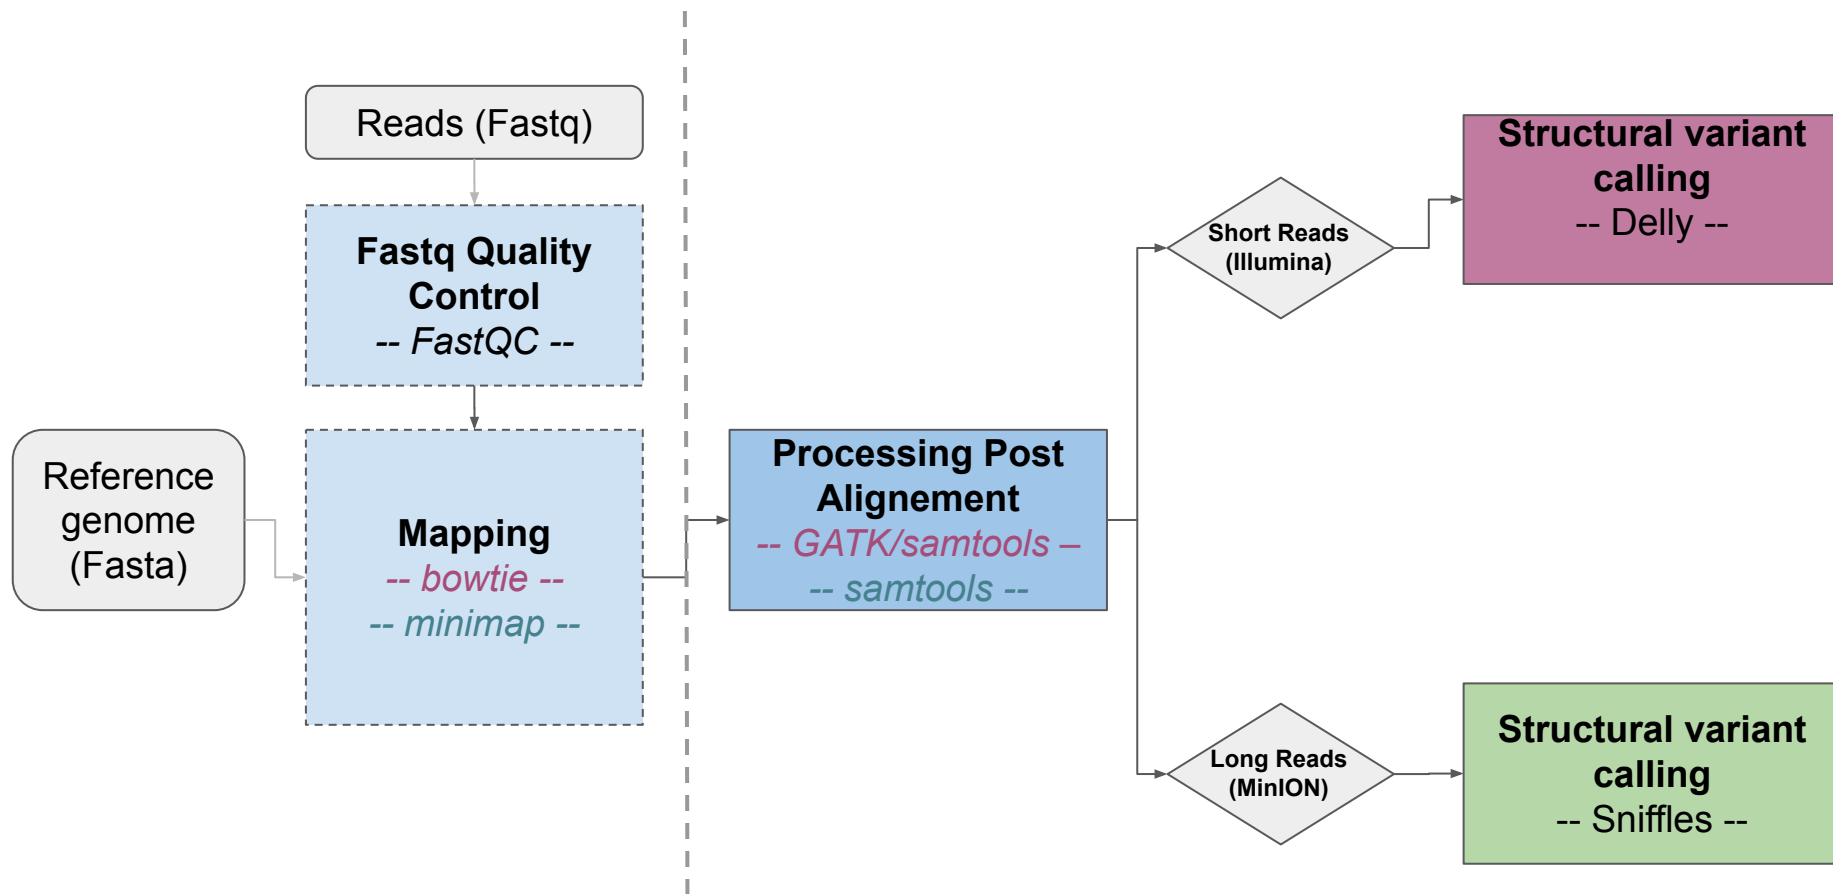 Reads (Fastq)
Fastq Quality
Control
-- FastQC --
Reference
genome
(Fasta)
Mapping
-- bowtie --
-- minimap --
Processing Post
Alignement
-- GATK/samtools –
-- samtools --
Short Reads
(Illumina)
Structural variant
calling
-- Delly --
Long Reads
(MinION)
Structural variant
calling
-- Sniffles --